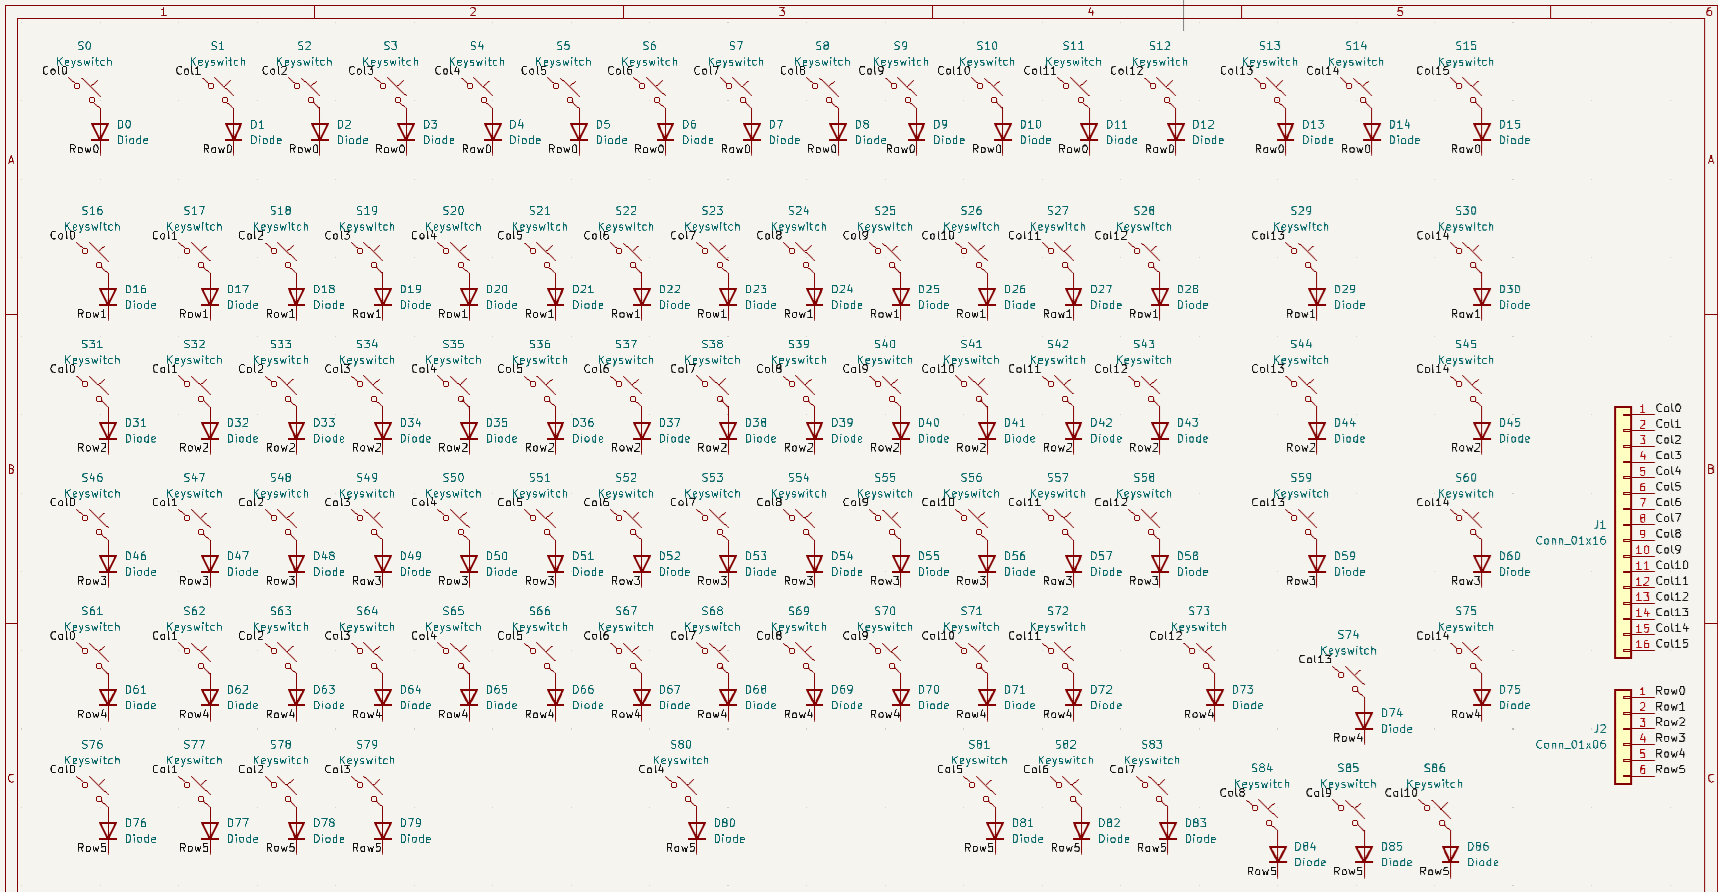 1 2 3 4 5 6
S0 S1 S2 S3 S4 S5 S6 S7 S8 S9 S10 S11 S12 S13 S14 S15
Keyswitch Keyswitch Keyswitch Keyswitch Keyswitch Keyswitch Keyswitch Keyswitch Keyswitch Keyswitch Keyswitch Keyswitch Keyswitch Keyswitch Keyswitch Keyswitch
Col0 Col1 Col2 Col3 Col4 Col5 Col6 Col7 Col8 Col9 Col10 Col11 Col12 Col13 Col14 Col15
D0 D1 D2 D3 D4 D5 D6 D7 D8 D9 D10 D11 D12 D13 D14 D15
Diode Diode Diode Diode Diode Diode Diode Diode Diode Diode Diode Diode Diode Diode Diode Diode
Row0 Row0 Row0 Row0 Row0 Row0 Row0 Row0 Row0 Row0 Row0 Row0 Row0 Row0 Row0 Row0
A A
S16 S17 S18 S19 S20 S21 S22 S23 S24 S25 S26 S27 S28 S29 S30
Keyswitch Keyswitch Keyswitch Keyswitch Keyswitch Keyswitch Keyswitch Keyswitch Keyswitch Keyswitch Keyswitch Keyswitch Keyswitch Keyswitch Keyswitch
Col0 Col1 Col2 Col3 Col4 Col5 Col6 Col7 Col8 Col9 Col10 Col11 Col12 Col13 Col14
D16 D17 D18 D19 D20 D21 D22 D23 D24 D25 D26 D27 D28 D29 D30
Diode Diode Diode Diode Diode Diode Diode Diode Diode Diode Diode Diode Diode Diode Diode
Row1 Row1 Row1 Row1 Row1 Row1 Row1 Row1 Row1 Row1 Row1 Row1 Row1 Row1 Row1
S31 S32 S33 S34 S35 S36 S37 S38 S39 S40 S41 S42 S43 S44 S45
Keyswitch Keyswitch Keyswitch Keyswitch Keyswitch Keyswitch Keyswitch Keyswitch Keyswitch Keyswitch Keyswitch Keyswitch Keyswitch Keyswitch Keyswitch
Col0 Col1 Col2 Col3 Col4 Col5 Col6 Col7 Col8 Col9 Col10 Col11 Col12 Col13 Col14
D31 D32 D33 D34 D35 D36 D37 D38 D39 D40 D41 D42 D43 D44 D45
Diode Diode Diode Diode Diode Diode Diode Diode Diode Diode Diode Diode Diode Diode Diode
Row2 Row2 Row2 Row2 Row2 Row2 Row2 Row2 Row2 Row2 Row2 Row2 Row2 Row2 Row2
B B
S46 S47 S48 S49 S50 S51 S52 S53 S54 S55 S56 S57 S58 S59 S60
Keyswitch Keyswitch Keyswitch Keyswitch Keyswitch Keyswitch Keyswitch Keyswitch Keyswitch Keyswitch Keyswitch Keyswitch Keyswitch Keyswitch Keyswitch
Col0 Col1 Col2 Col3 Col4 Col5 Col6 Col7 Col8 Col9 Col10 Col11 Col12 Col13 Col14
D46 D47 D48 D49 D50 D51 D52 D53 D54 D55 D56 D57 D58 D59 D60
Diode Diode Diode Diode Diode Diode Diode Diode Diode Diode Diode Diode Diode Diode Diode
Row3 Row3 Row3 Row3 Row3 Row3 Row3 Row3 Row3 Row3 Row3 Row3 Row3 Row3 Row3
S61 S62 S63 S64 S65 S66 S67 S68 S69 S70 S71 S72 S73 S75
Keyswitch Keyswitch Keyswitch Keyswitch Keyswitch Keyswitch Keyswitch Keyswitch Keyswitch Keyswitch Keyswitch Keyswitch Keyswitch Keyswitch
Col0 Col1 Col2 Col3 Col4 Col5 Col6 Col7 Col8 Col9 Col10 Col11 Col12 Col14
S74
Keyswitch
Col13
D61 D62 D63 D64 D65 D66 D67 D68 D69 D70 D71 D72 D73 D75
Diode Diode Diode Diode Diode Diode Diode Diode Diode Diode Diode Diode Diode Diode
Row4 Row4 Row4 Row4 Row4 Row4 Row4 Row4 Row4 Row4 Row4 Row4 Row4 Row4
D74
Diode
Row4
S76 S77 S78 S79 S80 S81 S82 S83
Keyswitch Keyswitch Keyswitch Keyswitch Keyswitch Keyswitch Keyswitch Keyswitch
Col0 Col1 Col2 Col3 Col4 Col5 Col6 Col7
C C
S84 S85 S86
Keyswitch Keyswitch Keyswitch
Col8 Col9 Col10
D76 D77 D78 D79 D80 D81 D82 D83
Diode Diode Diode Diode Diode Diode Diode Diode
Row5 Row5 Row5 Row5 Row5 Row5 Row5 Row5
D84 D85 D86
Diode Diode Diode
Row5 Row5 Row5
J1
Conn_01x16
1 Col0
2 Col1
3 Col2
4 Col3
5 Col4
6 Col5
7 Col6
8 Col7
9 Col8
10 Col9
11 Col10
12 Col11
13 Col12
14 Col13
15 Col14
16 Col15
J2
Conn_01x06
1 Row0
2 Row1
3 Row2
4 Row3
5 Row4
6 Row5